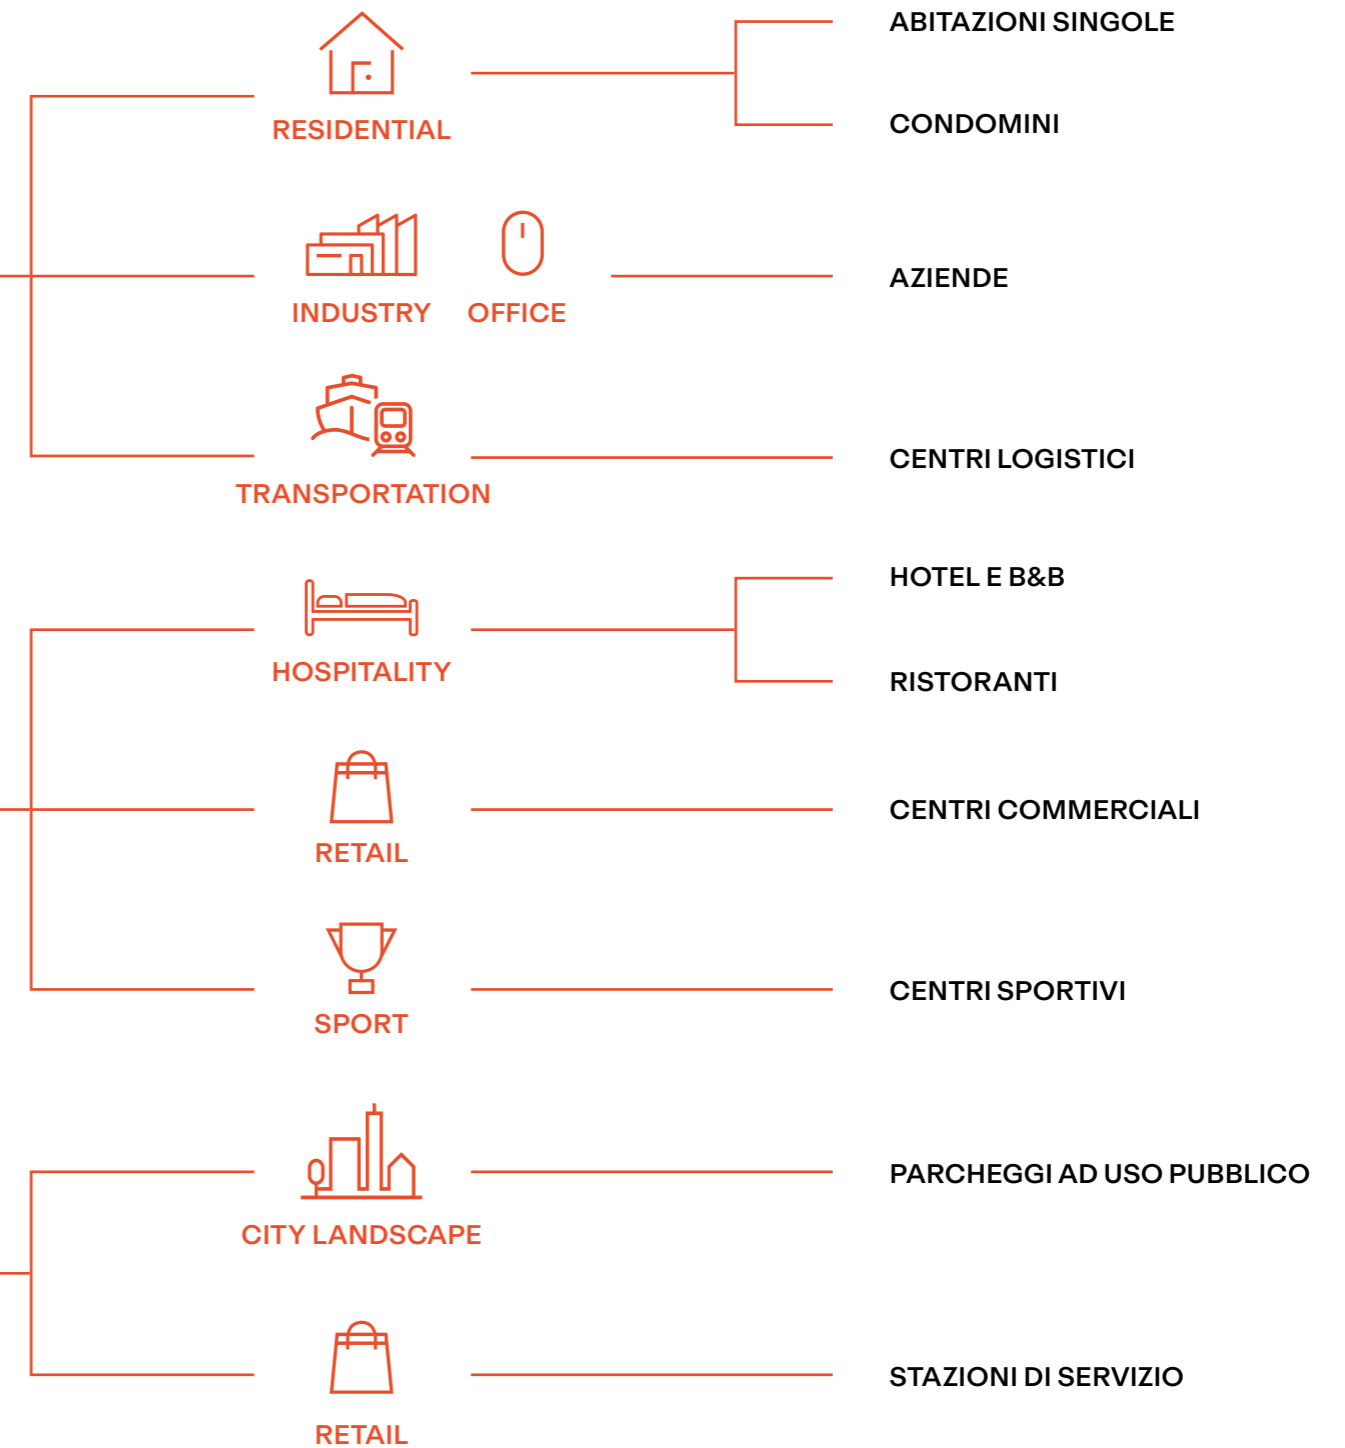 ABITAZIONI SINGOLE
RESIDENTIAL
CONDOMINI
INDUSTRY
OFFICE
AZIENDE
TRANSPORTATION
CENTRI LOGISTICI
HOSPITALITY
HOTEL E B&B
RISTORANTI
RETAIL
CENTRI COMMERCIALI
SPORT
CENTRI SPORTIVI
CITY LANDSCAPE
PARCHEGGI AD USO PUBBLICO
RETAIL
STAZIONI DI SERVIZIO